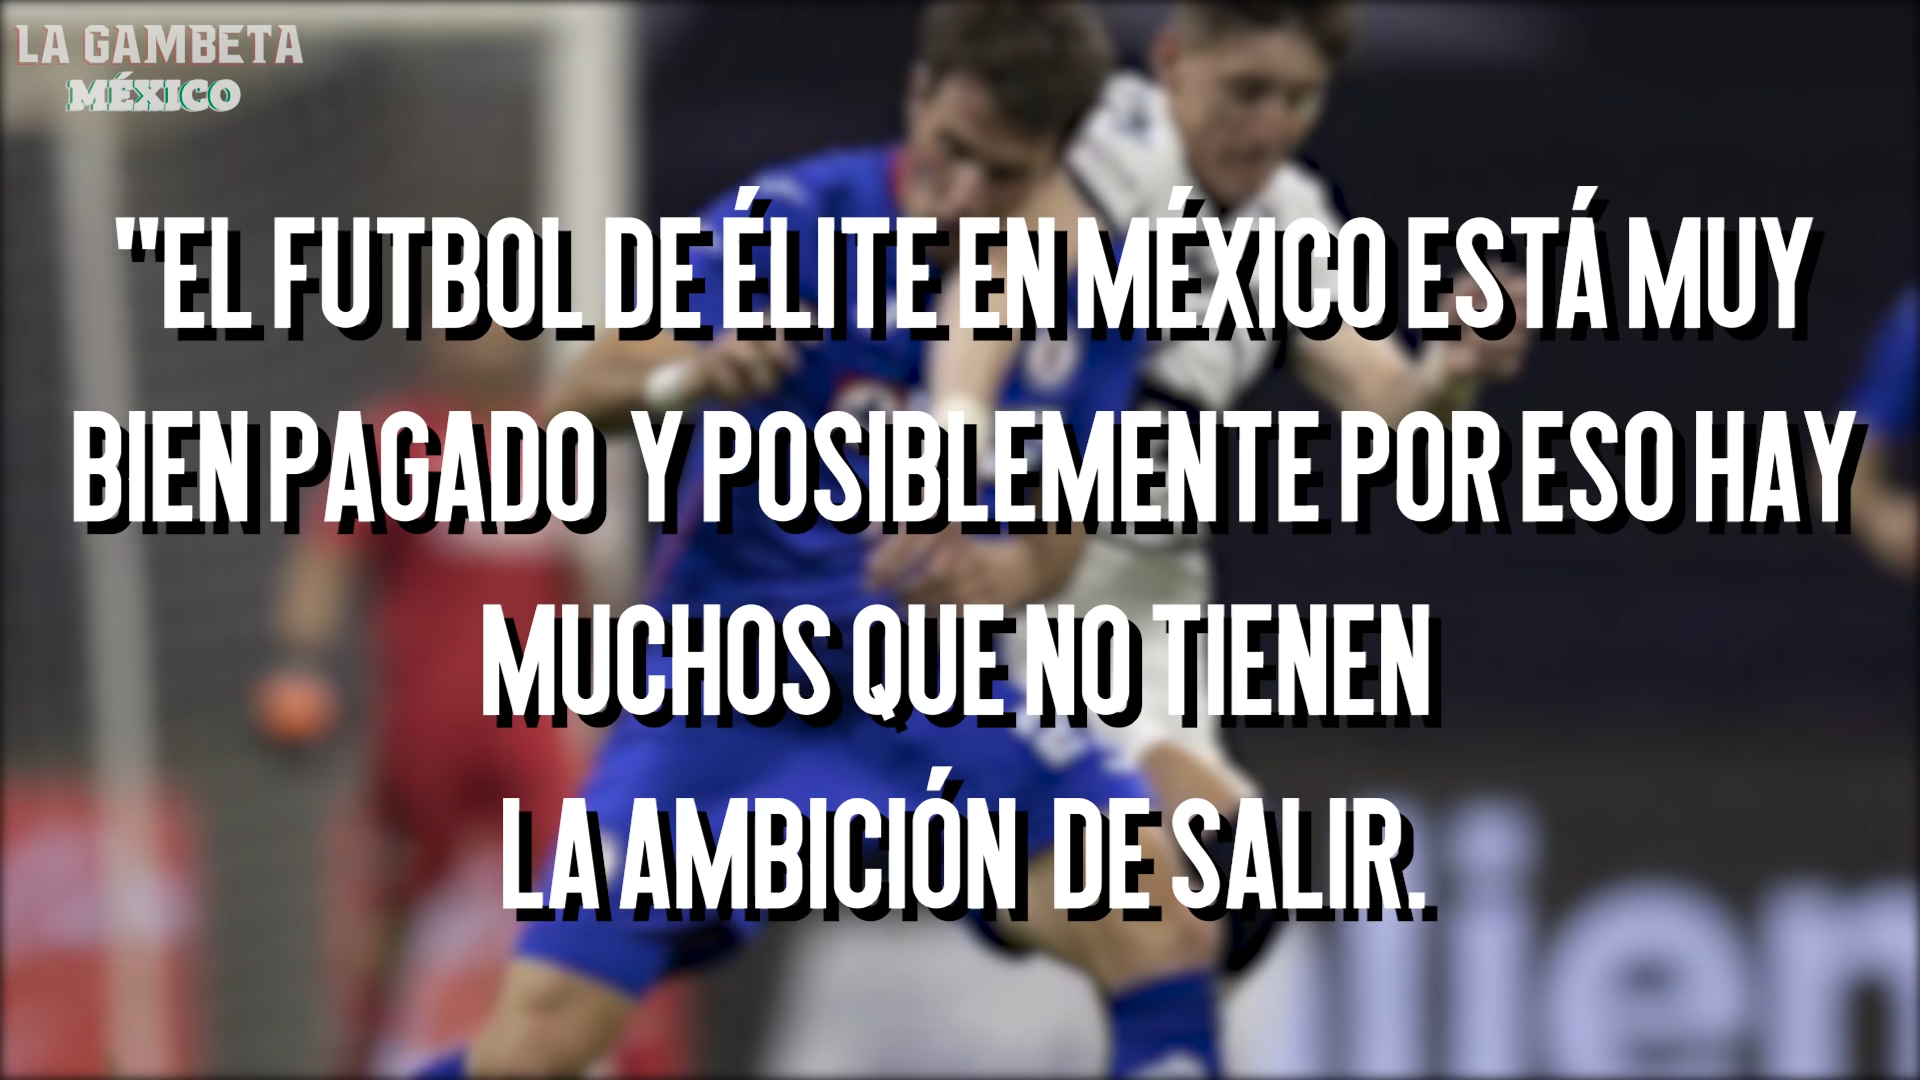 LA GAMBETA
MÉXICO
"EL FUTBOL DE ÉLITE EN MÉXICO ESTÁ MUY
BIEN PAGADO Y POSIBLEMENTE POR ESO HAY
MUCHOS QUE NO TIENEN
LA AMBICIÓN DE SALIR.